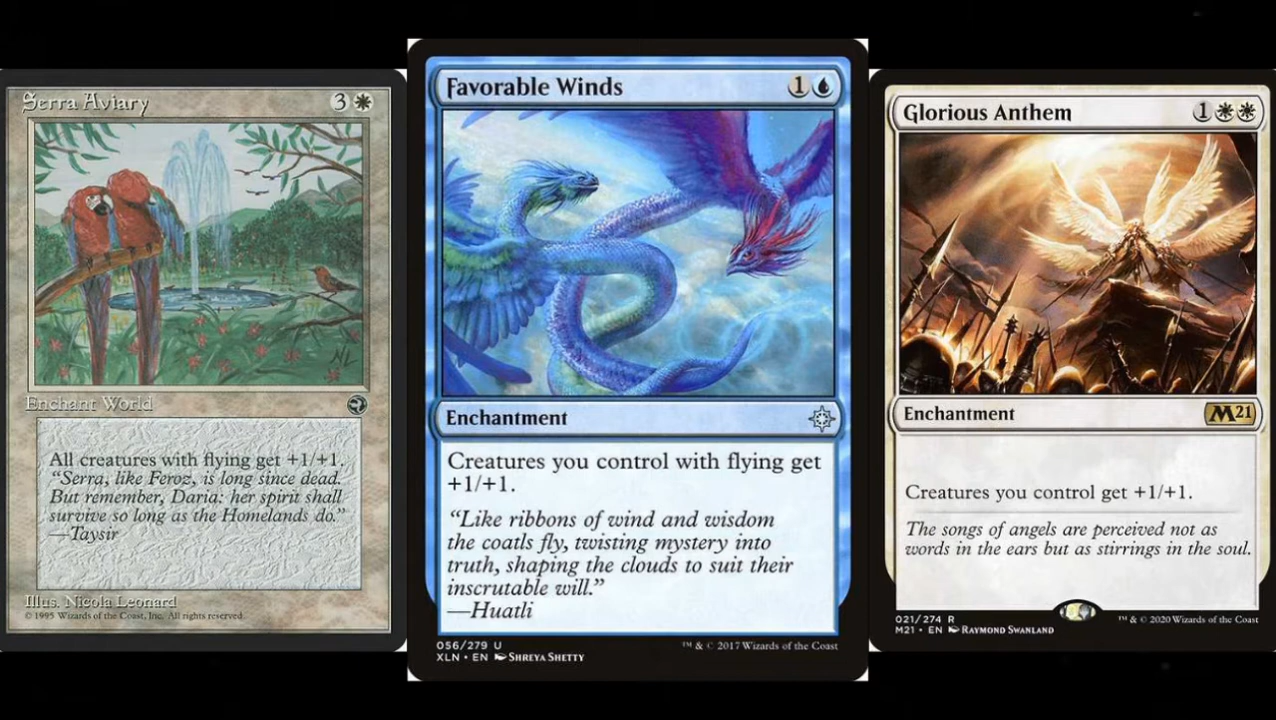 Serra Aviary 3
Enchant World
All creatures with flying get +1/+1.
“Serra, like Feroz, is long since dead.
But remember, Daria: her spirit shall
survive so long as the Homelands do.”
—Taysir
Illus. Nicola Leonard
© 1995 Wizards of the Coast, Inc. All rights reserved
Favorable Winds 1
Enchantment
Creatures you control with flying get
+1/+1.
“Like ribbons of wind and wisdom
the coatls fly, twisting mystery into
truth, shaping the clouds to suit their
inscrutable will.”
—Huatli
056/279 U
XLN • EN SHREYA SHETTY
™ & © 2017 Wizards of the Coast
Glorious Anthem 1
Enchantment M21
Creatures you control get +1/+1.
The songs of angels are perceived not as
words in the ears but as stirrings in the soul.
021/274 R
M21 • EN RAYMOND SWANLAND
™ & © 2020 Wizards of the Coast
NL